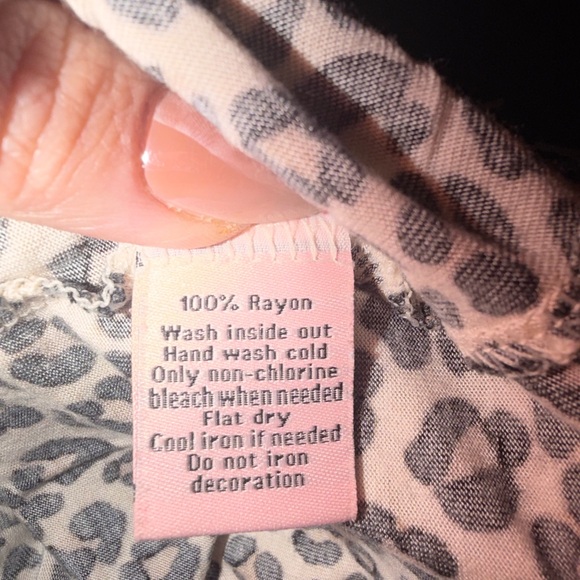 100% Rayon
Wash inside out
Hand wash cold
Only non-chlorine
bleach when needed
Flat dry
Cool iron if needed
Do not iron
decoration